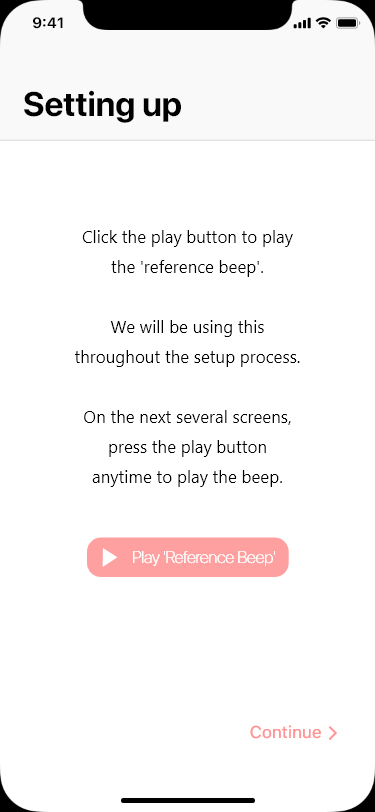 9:41
Setting up
Click the play button to play
the 'reference beep'.
We will be using this
throughout the setup process.
On the next several screens,
press the play button
anytime to play the beep.
Play 'Reference Beep'
Continue